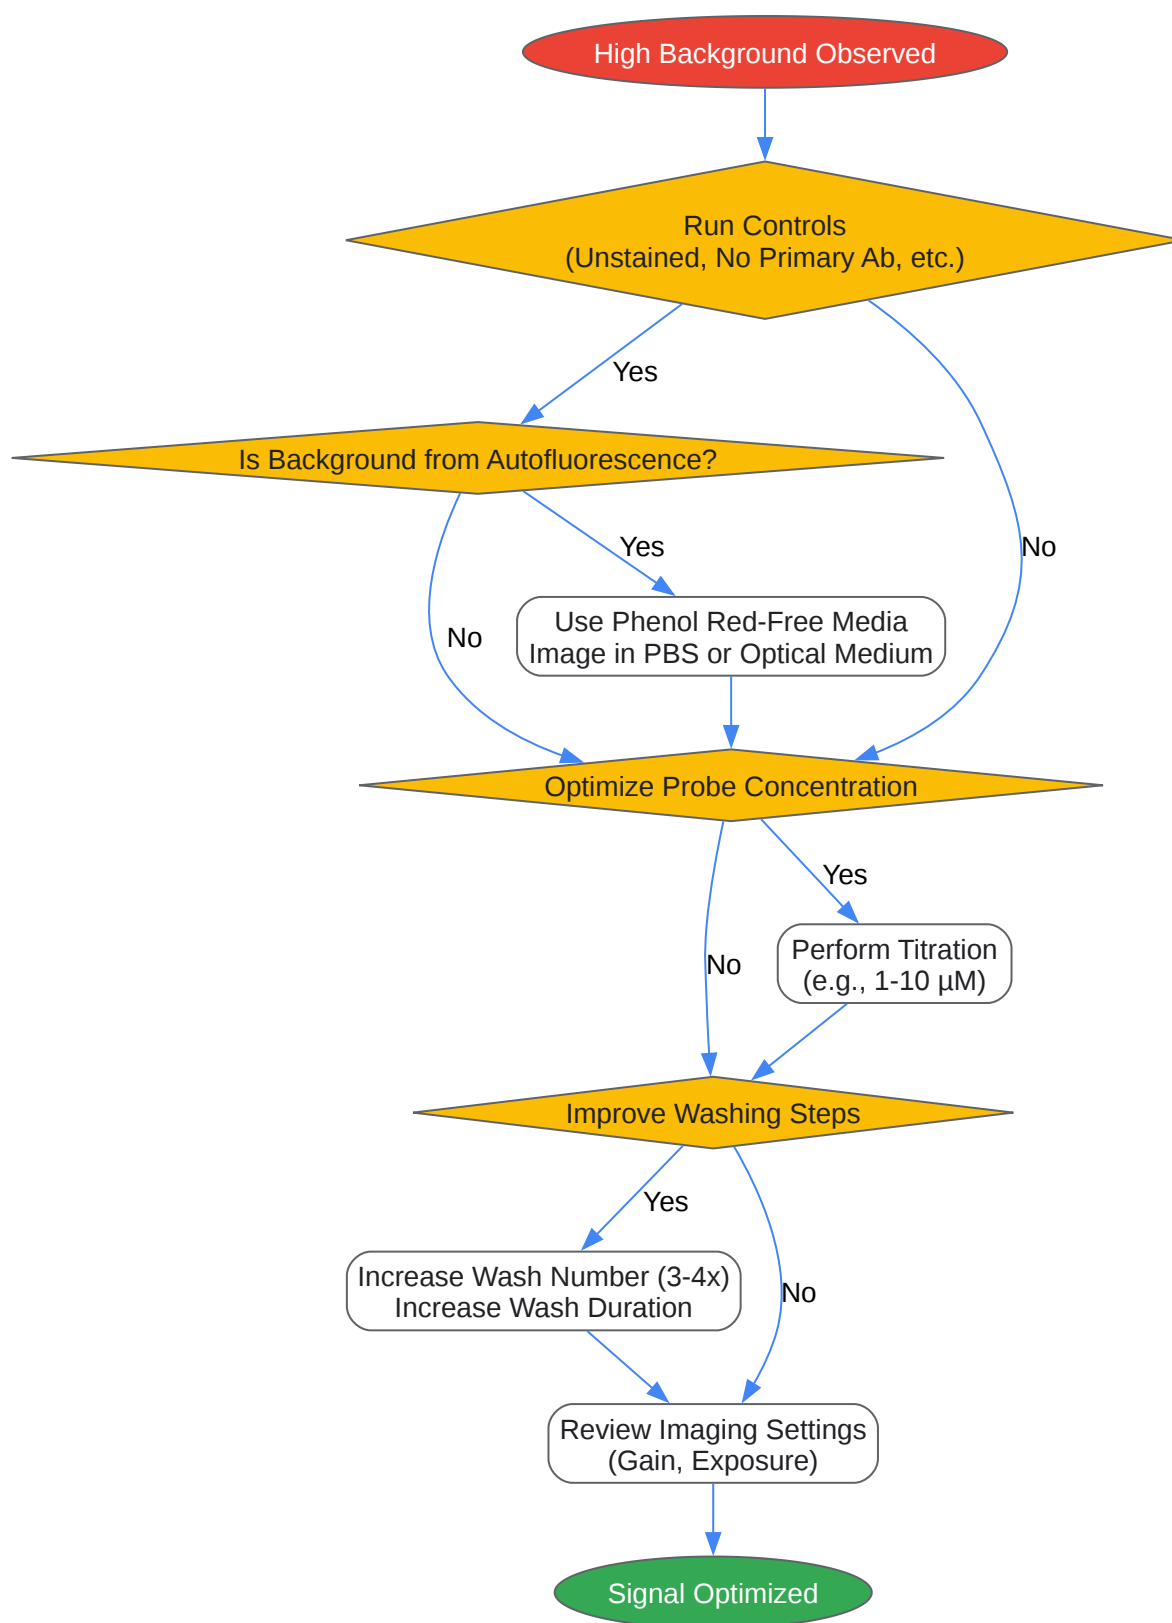 High Background Observed
Run Controls
(Unstained, No Primary Ab, etc.)
Yes
Is Background from Autofluorescence?
Yes
No
Use Phenol Red-Free Media
Image in PBS or Optical Medium
No
Optimize Probe Concentration
Yes
Perform Titration
(e.g., 1-10 µM)
No
Improve Washing Steps
Yes
Increase Wash Number (3-4x)
Increase Wash Duration
No
Review Imaging Settings
(Gain, Exposure)
Signal Optimized